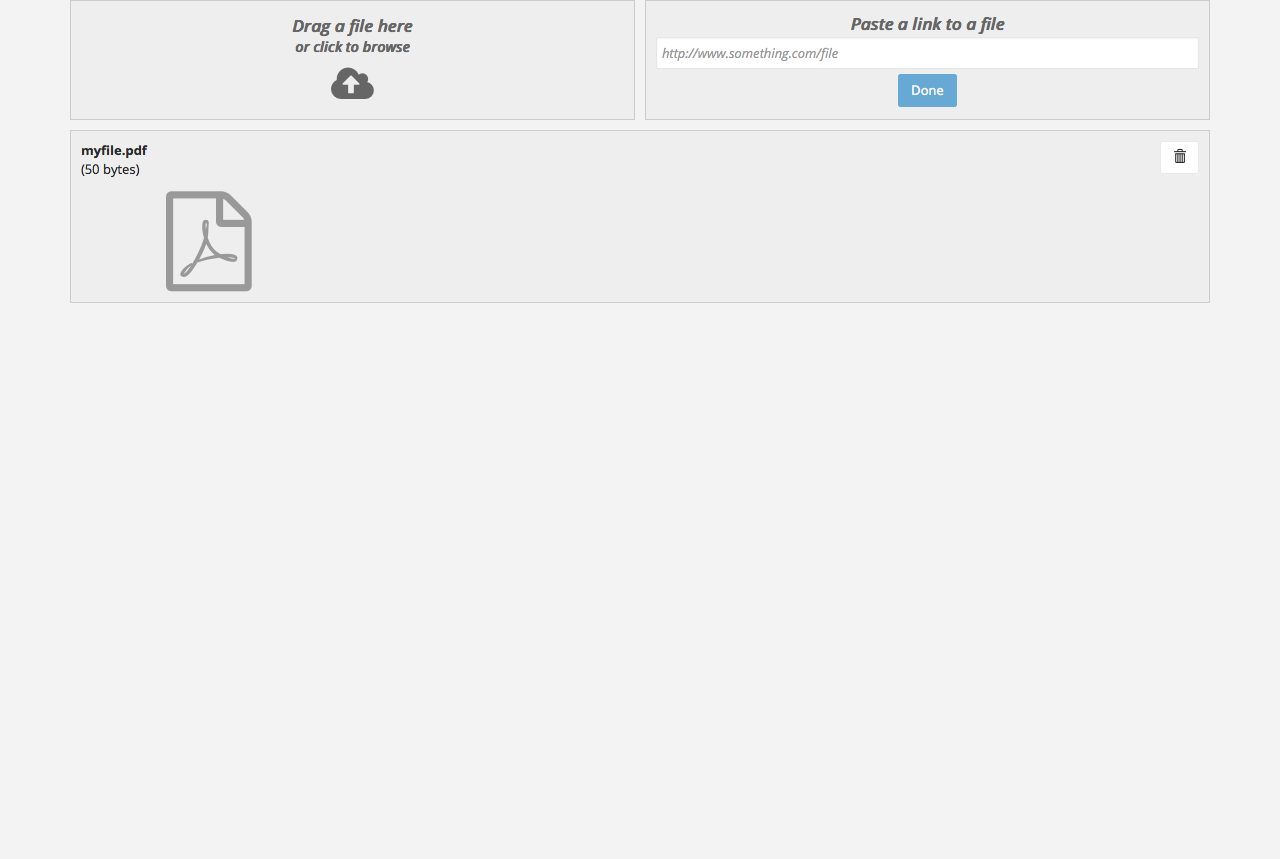 Drag a file here
or click to browse
Paste a link to a file
http://www.something.com/file
Done
myfile.pdf
(50 bytes)